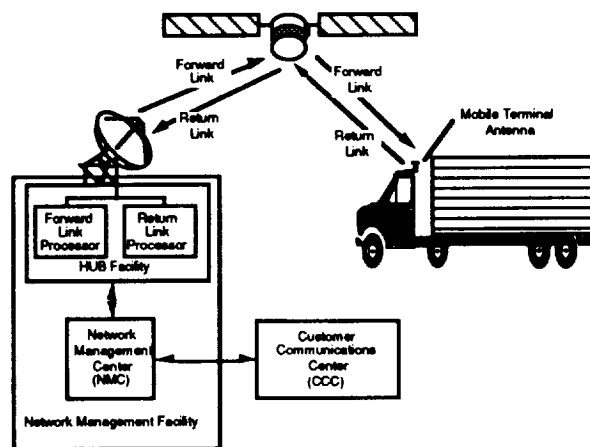 Forward
Link
Return
Link
Forward
Link
Return
Link
Mobile Terminal
Antenna
Forward
Link
Processor
Return
Link
Processor
HUB Facility
Network
Management
Center
(NMC)
Customer
Communications
Center
(CCC)
Network Management Facility